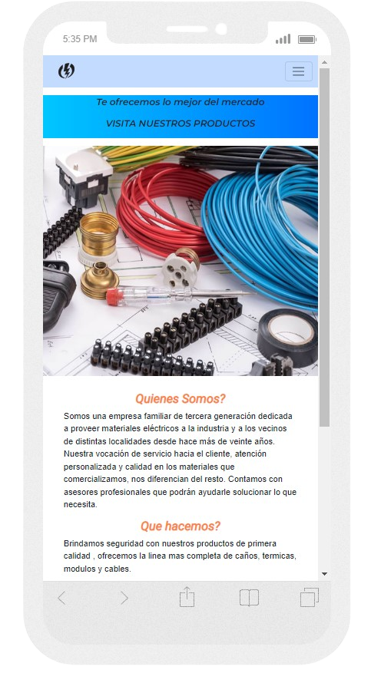 5:35 PM
Te ofrecemos lo mejor del mercado
VISITA NUESTROS PRODUCTOS
Quienes Somos?
Somos una empresa familiar de tercera generación dedicada
a proveer materiales eléctricos a la industria y a los vecinos
de distintas localidades desde hace más de veinte años.
Nuestra vocación de servicio hacia el cliente, atención
personalizada y calidad en los materiales que
comercializamos, nos diferencian del resto. Contamos con
asesores profesionales que podrán ayudarle solucionar lo que
necesita.
Que hacemos?
Brindamos seguridad con nuestros productos de primera
calidad , ofrecemos la linea mas completa de caños, termicas,
modulos y cables.